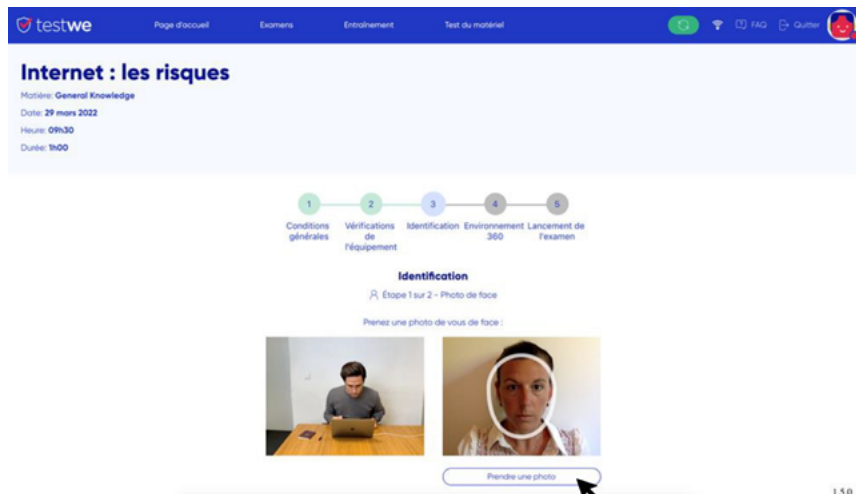 testwe
Page d'accueil
Examens
Entraînement
Test du matériel
FAQ
Quitter
Internet : les risques
Matière: General Knowledge
Date: 29 mars 2022
Heure: 09h30
Durée: 1h00
1
2
3
4
5
Conditions
générales
Vérifications
de
l'équipement
Identification
Environnement
360
Lancement de
l'examen
Identification
Étape 1 sur 2 - Photo de face
Prenez une photo de vous de face :
Prendre une photo
1.5.0